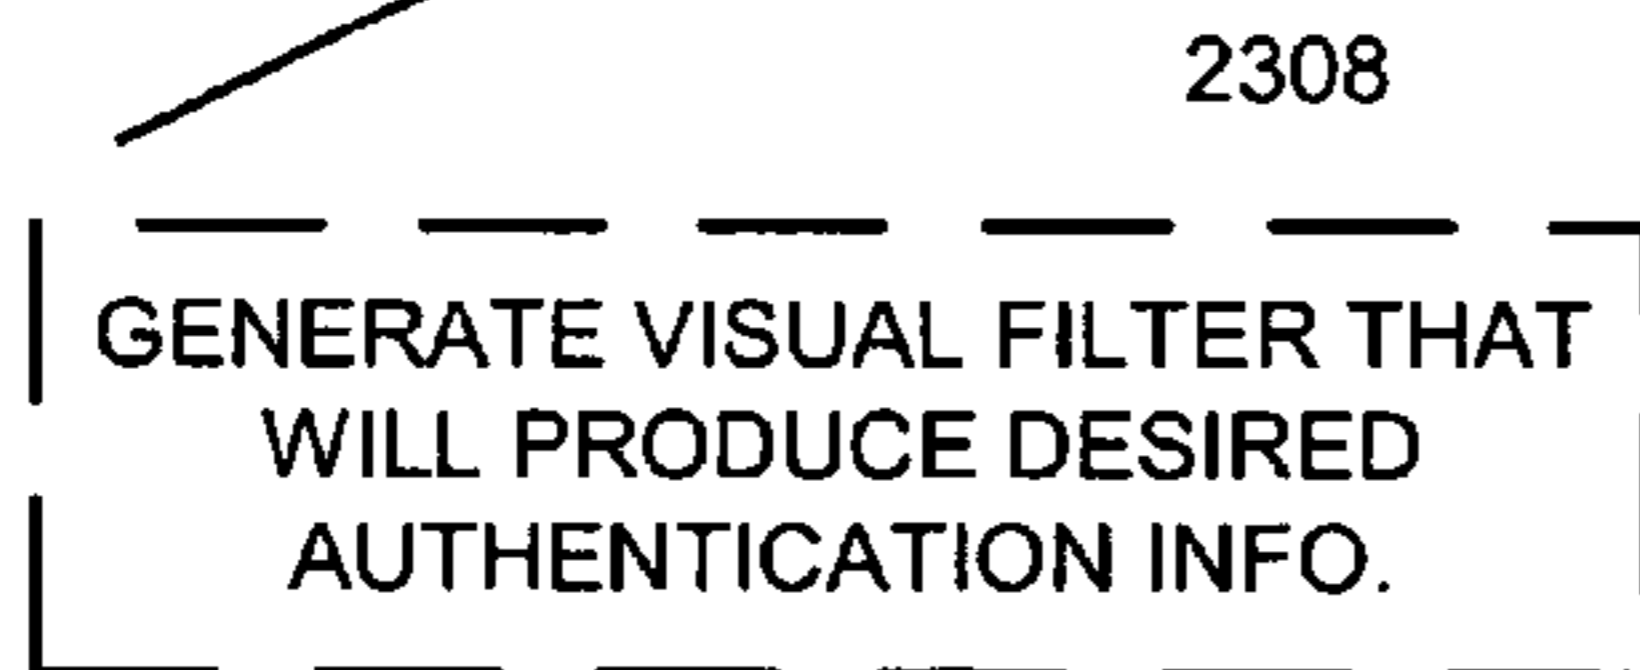 2308
GENERATE VISUAL FILTER THAT
WILL PRODUCE DESIRED
AUTHENTICATION INFO.